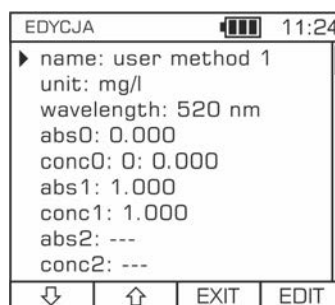 EDYCJA 11:24
name: user method 1
unit: mg/l
wavelength: 520 nm
abs0: 0.000
conc0: 0: 0.000
abs1: 1.000
conc1: 1.000
abs2: ---
conc2: ---
EXIT EDIT